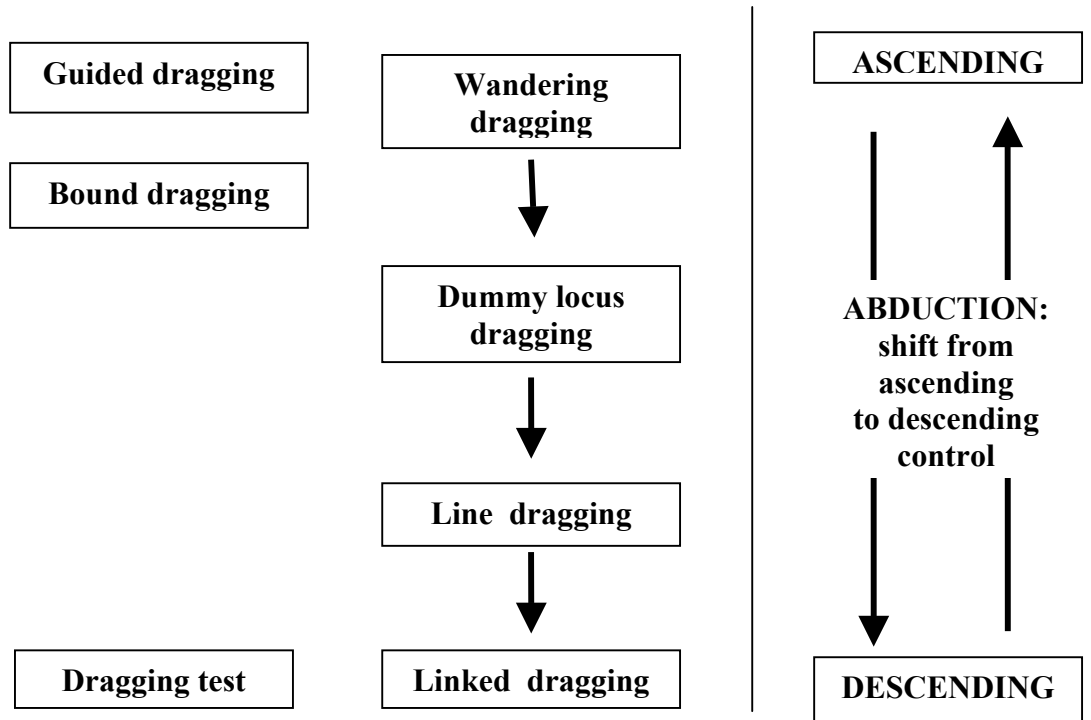 Guided dragging
Bound dragging
Dragging test
Wandering
dragging
Dummy locus
dragging
Line dragging
Linked dragging
ASCENDING
ABDUCTION:
shift from
ascending
to descending
control
DESCENDING